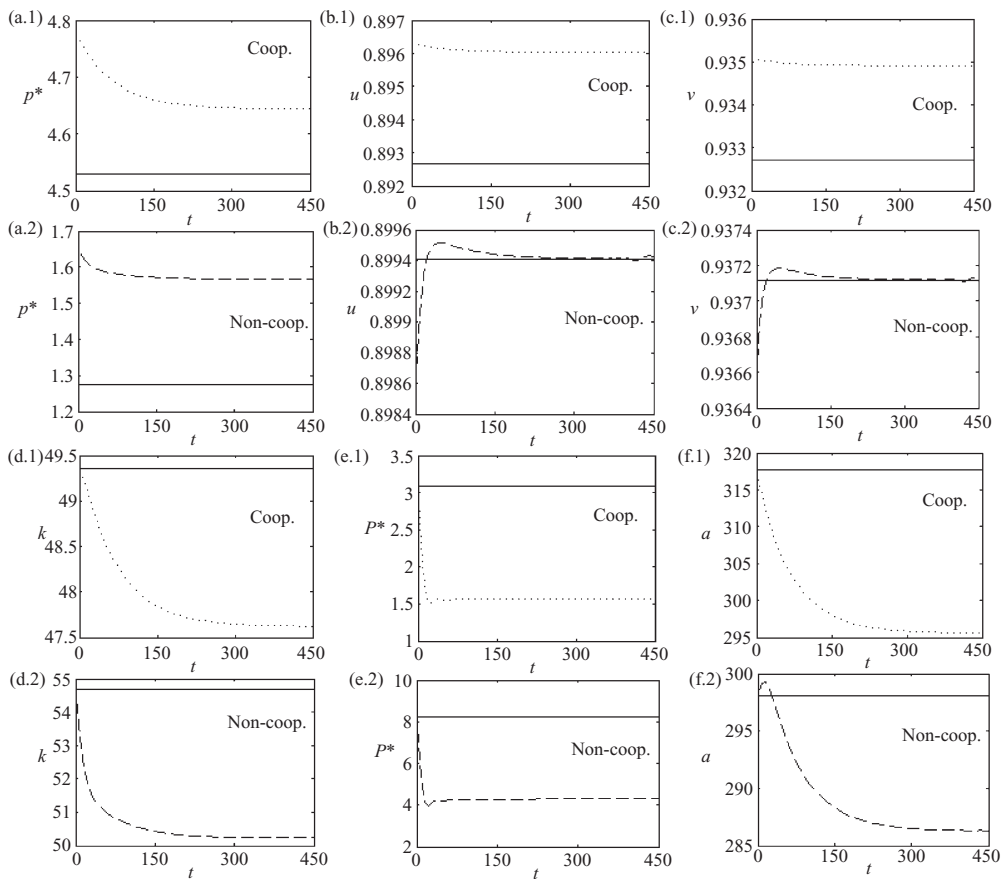 (a.1)
4.8
4.7
4.6
4.5
p*
Coop.
0 150 300 450
t
(b.1)
0.897
0.896
0.895
0.894
0.893
0.892
u
Coop.
0 150 300 450
t
(c.1)
0.936
0.935
0.934
0.933
0.932
v
Coop.
0 150 300 450
t
(a.2)
1.7
1.6
1.5
1.4
1.3
1.2
p*
Non-coop.
0 150 300 450
t
(b.2)
0.8996
0.8994
0.8992
0.899
0.8988
0.8986
0.8984
u
Non-coop.
0 150 300 450
t
(c.2)
0.9374
0.9372
0.937
0.9368
0.9366
0.9364
v
Non-coop.
0 150 300 450
t
(d.1)
49.5
49
48.5
48
47.5
k
Coop.
0 150 300 450
t
(e.1)
3.5
3
2.5
2
1.5
1
P*
Coop.
0 150 300 450
t
(f.1)
320
315
310
305
300
295
a
Coop.
0 150 300 450
t
(d.2)
55
54
53
52
51
50
k
Non-coop.
0 150 300 450
t
(e.2)
10
8
6
4
2
P*
Non-coop.
0 150 300 450
t
(f.2)
300
295
290
285
a
Non-coop.
0 150 300 450
t